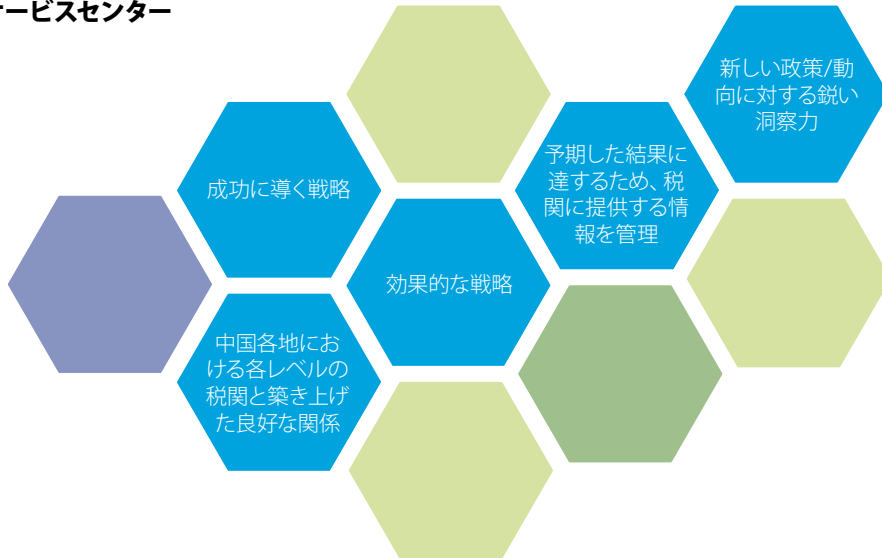 ービスセンター
新しい政策/動
向に対する鋭い
洞察力
成功に導く戦略
予期した結果に
達するため、税
関に提供する情
報を管理
効果的な戦略
中国各地にお
ける各レベルの
税関と築き上げ
た良好な関係